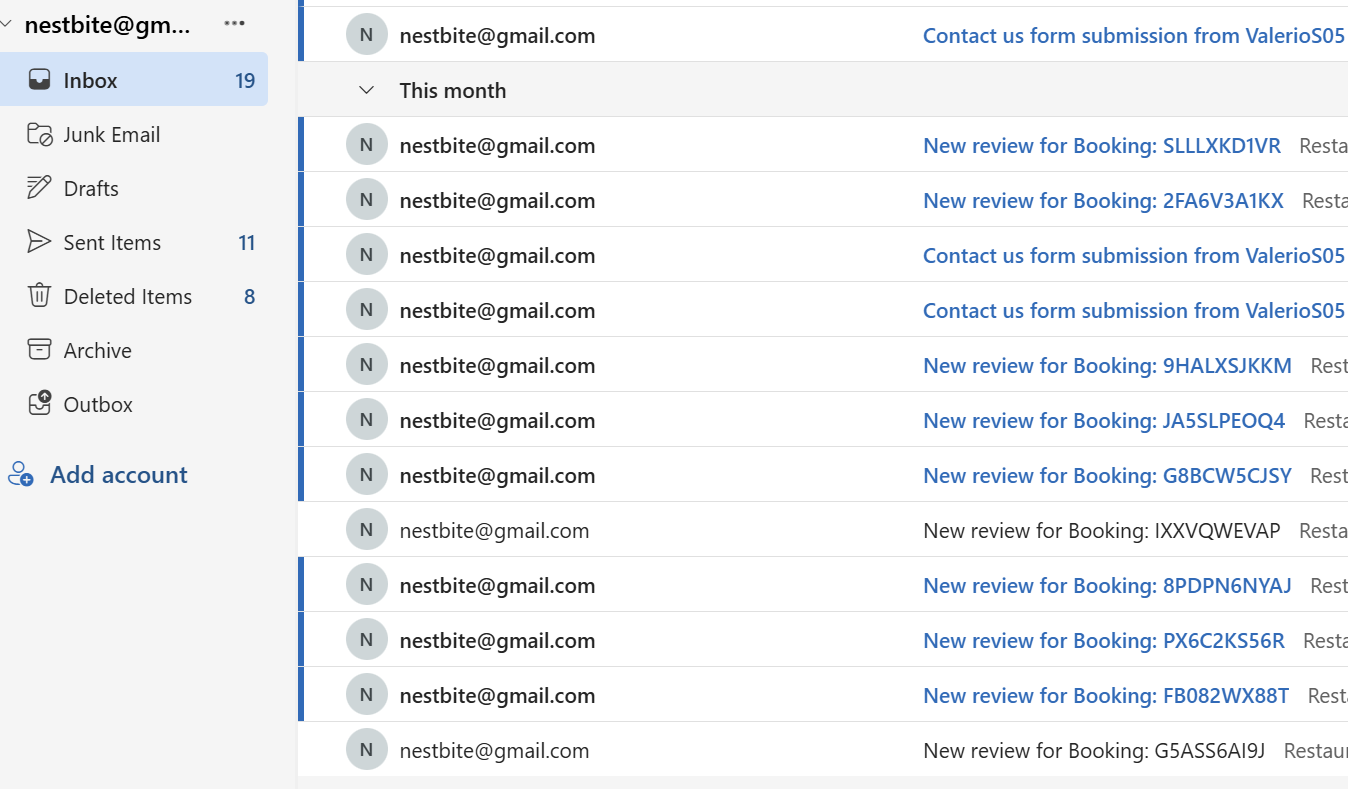 nestbite@gm...
Inbox 19
Junk Email
Drafts
Sent Items 11
Deleted Items 8
Archive
Outbox
Add account
N nestbite@gmail.com Contact us form submission from ValerioS05
This month
N nestbite@gmail.com New review for Booking: SLLLXKD1VR Resta
N nestbite@gmail.com New review for Booking: 2FA6V3A1KX Resta
N nestbite@gmail.com Contact us form submission from ValerioS05
N nestbite@gmail.com Contact us form submission from ValerioS05
N nestbite@gmail.com New review for Booking: 9HALXSJKKM Rest
N nestbite@gmail.com New review for Booking: JA5SLPEOQ4 Resta
N nestbite@gmail.com New review for Booking: G8BCW5CJSY Rest
N nestbite@gmail.com New review for Booking: IXXVQWEVAP Resta
N nestbite@gmail.com New review for Booking: 8PDPN6NYAJ Rest
N nestbite@gmail.com New review for Booking: PX6C2KS56R Resta
N nestbite@gmail.com New review for Booking: FB082WX88T Rest
N nestbite@gmail.com New review for Booking: G5ASS6AI9J Restau